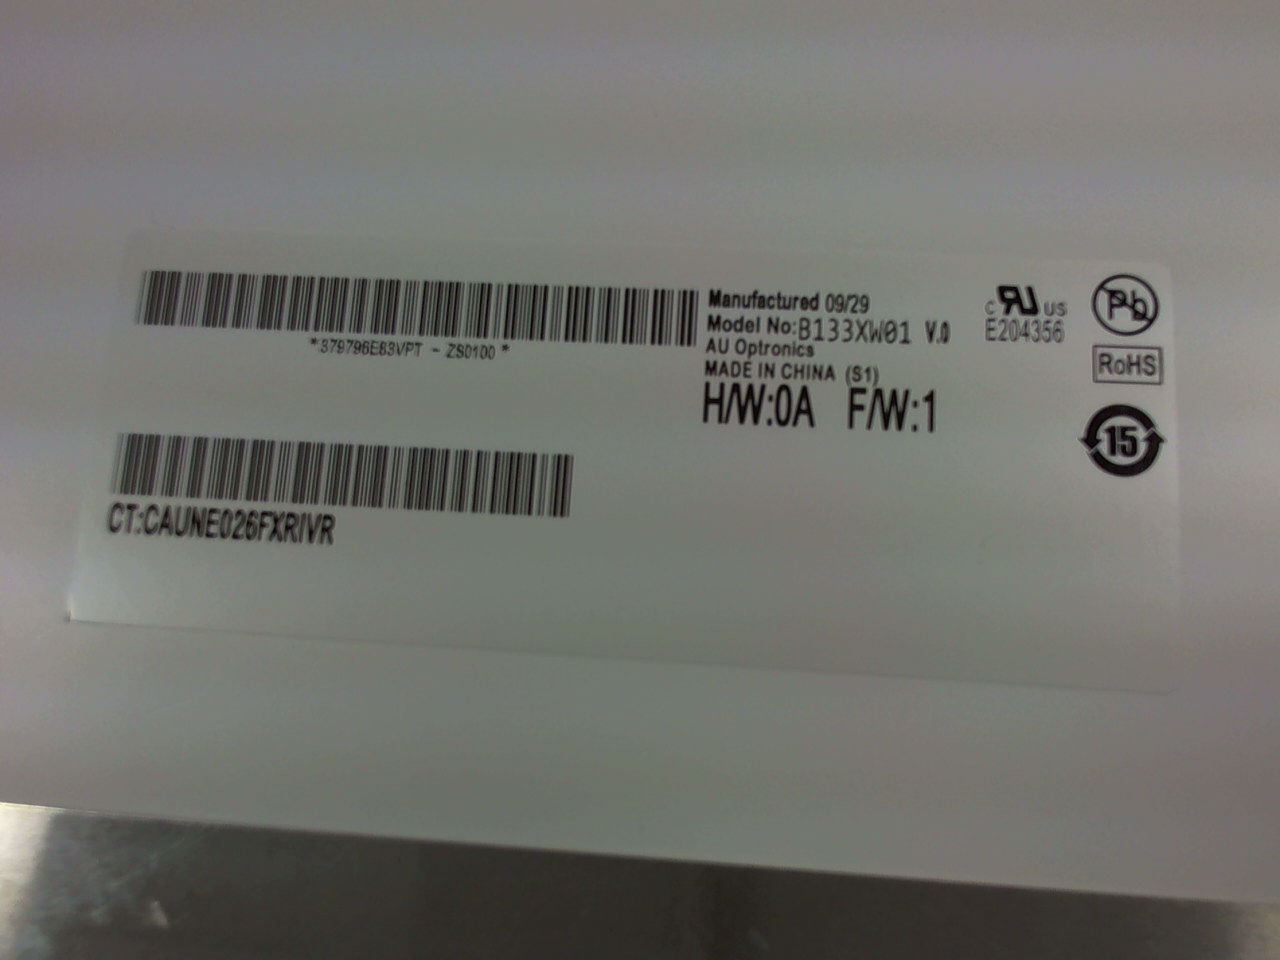 Manufactured 09/29
Model No:B133XW01 V.0
AU Optronics
MADE IN CHINA (S1)
H/W:0A F/W:1
c RU US
E204356
Pb
RoHS
15
*379796E63VPT - ZS0100 *
CT:CAUNE026FXRIVR